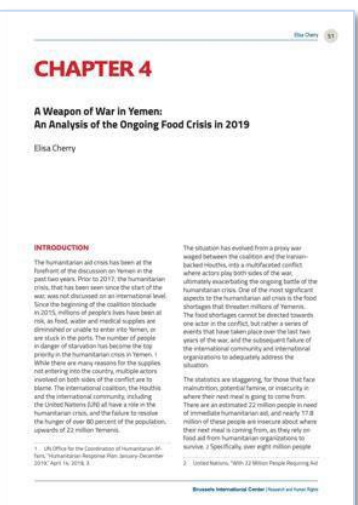 Elisa Cherry 51
CHAPTER 4
A Weapon of War in Yemen:
An Analysis of the Ongoing Food Crisis in 2019
Elisa Cherry
INTRODUCTION
The humanitarian aid crisis has been at the
forefront of the discussion on Yemen in the
past two years. Prior to 2017, the humanitarian
crisis, that has been seen since the start of the
war, was not discussed on an international level.
Since the beginning of the coalition blockade
in 2015, millions of people's lives have been at
risk, as food, water and medical supplies are
diminished or unable to enter into Yemen, or
are stuck in the ports. The number of people
in danger of starvation has become the top
priority in the humanitarian crisis in Yemen. 1
While there are many reasons for the supplies
not entering into the country, multiple actors
involved on both sides of the conflict are to
blame. The international coalition, the Houthis
and the international community, including
the United Nations (UN) all have a role in the
humanitarian crisis, and the failure to resolve
the hunger of over 80 percent of the population,
upwards of 22 million Yemenis.
1 UN Office for the Coordination of Humanitarian Af-
fairs, "Humanitarian Response Plan: January-December
2019," April 14, 2019, 3.
The situation has evolved from a proxy war
waged between the coalition and the Iranian-
backed Houthis, into a multifaceted conflict
where actors play both sides of the war,
ultimately exacerbating the ongoing battle of the
humanitarian crisis. One of the most significant
aspects to the humanitarian aid crisis is the food
shortages that threaten millions of Yemenis.
The food shortages cannot be directed towards
one actor in the conflict, but rather a series of
events that have taken place over the last two
years of the war, and the subsequent failure of
the international community and international
organizations to adequately address the
situation.
The statistics are staggering, for those that face
malnutrition, potential famine, or insecurity in
where their next meal is going to come from.
There are an estimated 22 million people in need
of immediate humanitarian aid, and nearly 17.8
million of these people are insecure about where
their next meal is coming from, as they rely on
food aid from humanitarian organizations to
survive. 2 Specifically, over eight million people
2 United Nations, "With 22 Million People Requiring Aid
Brussels International Center | Research and Human Rights